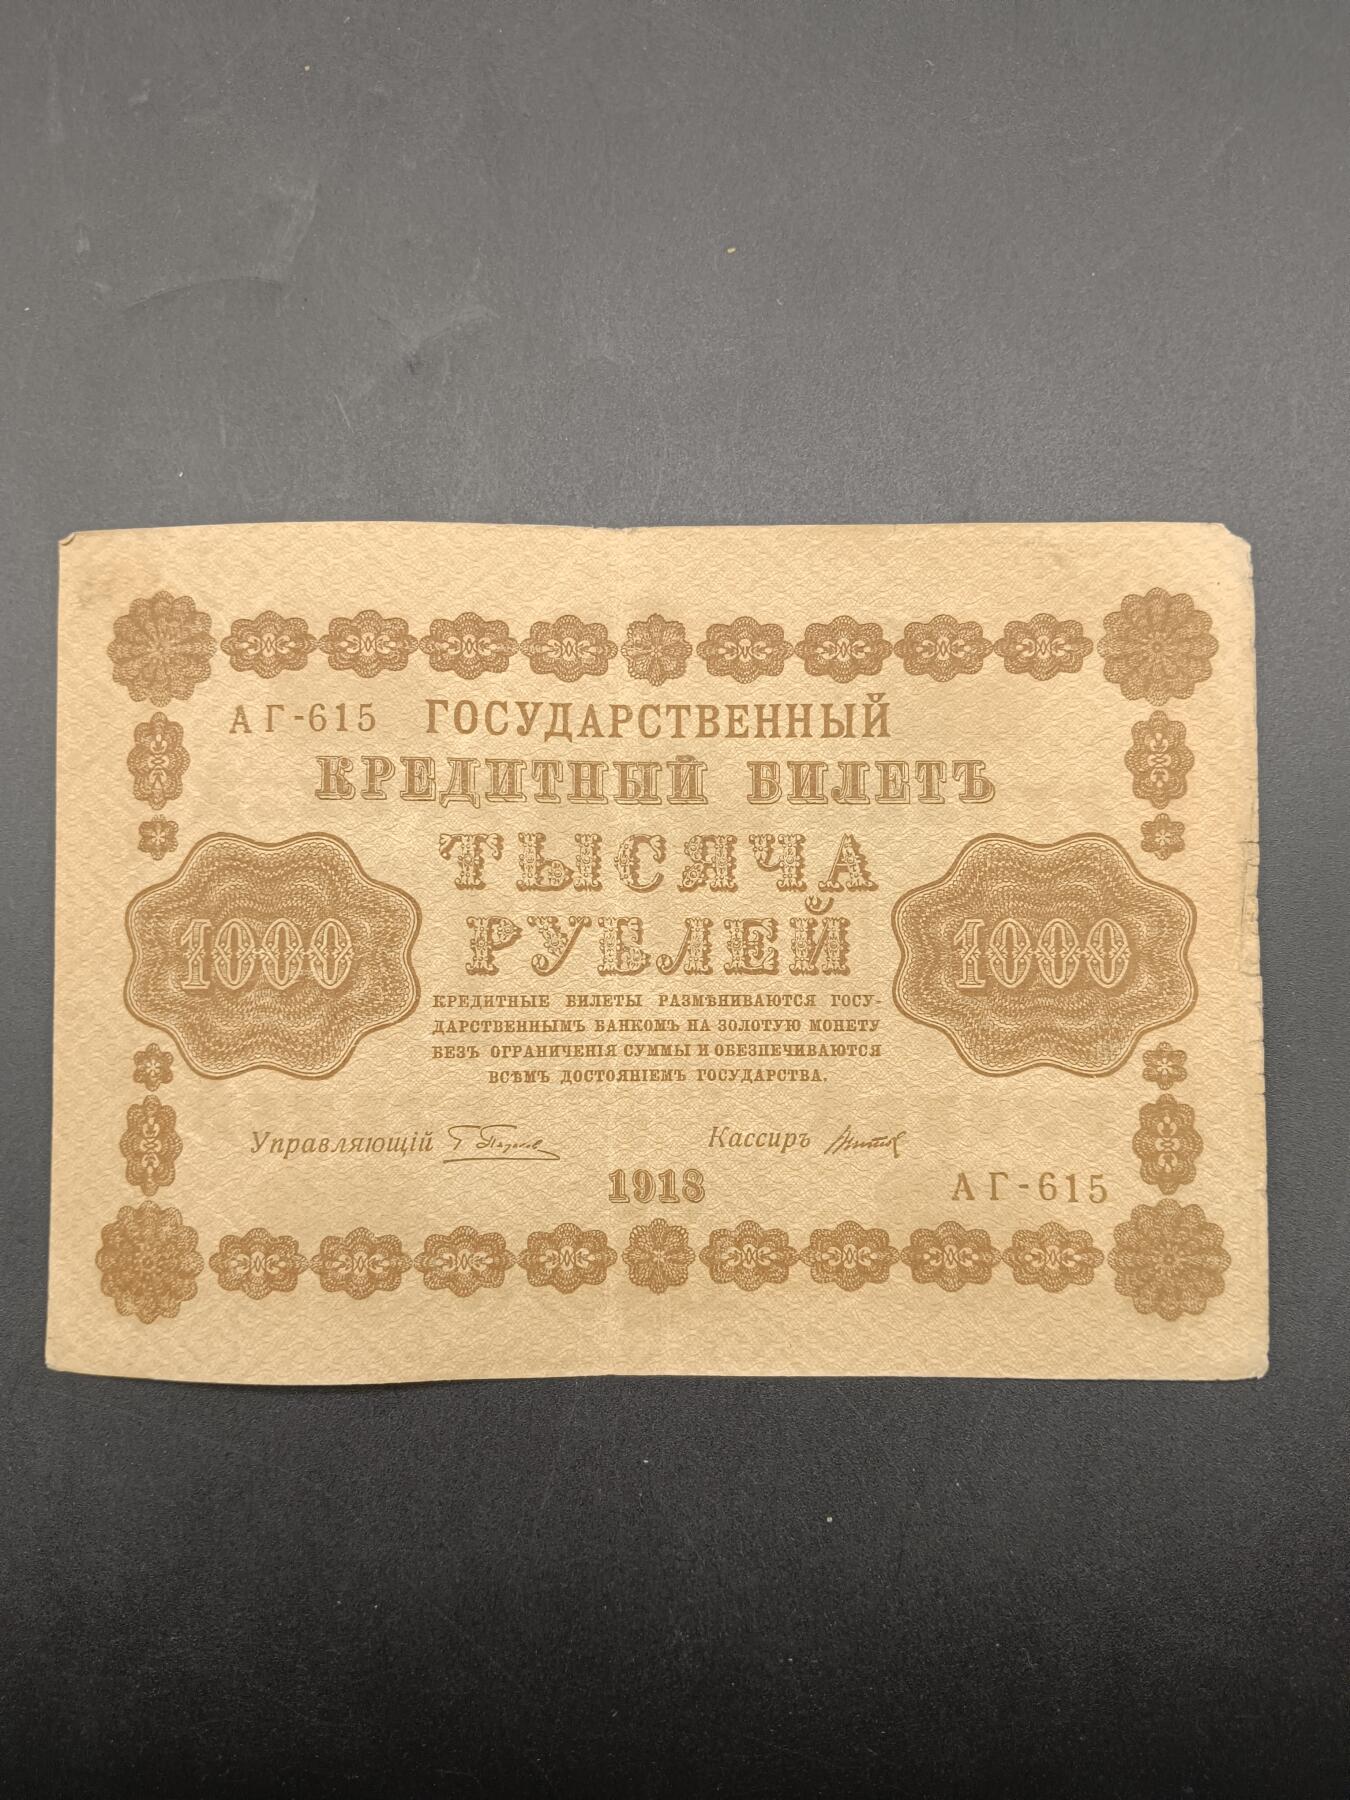 АГ-615 ГОСУДАРСТВЕННЫЙ
КРЕДИТНЫЙ БИЛЕТЪ
ТЫСЯЧА
РУБЛЕЙ
1000
1000
КРЕДИТНЫЕ БИЛЕТЫ РАЗМѢНИВАЮТСЯ ГОСУ-
ДАРСТВЕННЫМЪ БАНКОМЪ НА ЗОЛОТУЮ МОНЕТУ
БЕЗЪ ОГРАНИЧЕНІЯ СУММЫ И ОБЕЗПЕЧИВАЮТСЯ
ВСѢМЪ ДОСТОЯНІЕМЪ ГОСУДАРСТВА.
Управляющій
Кассиръ
1918
АГ-615